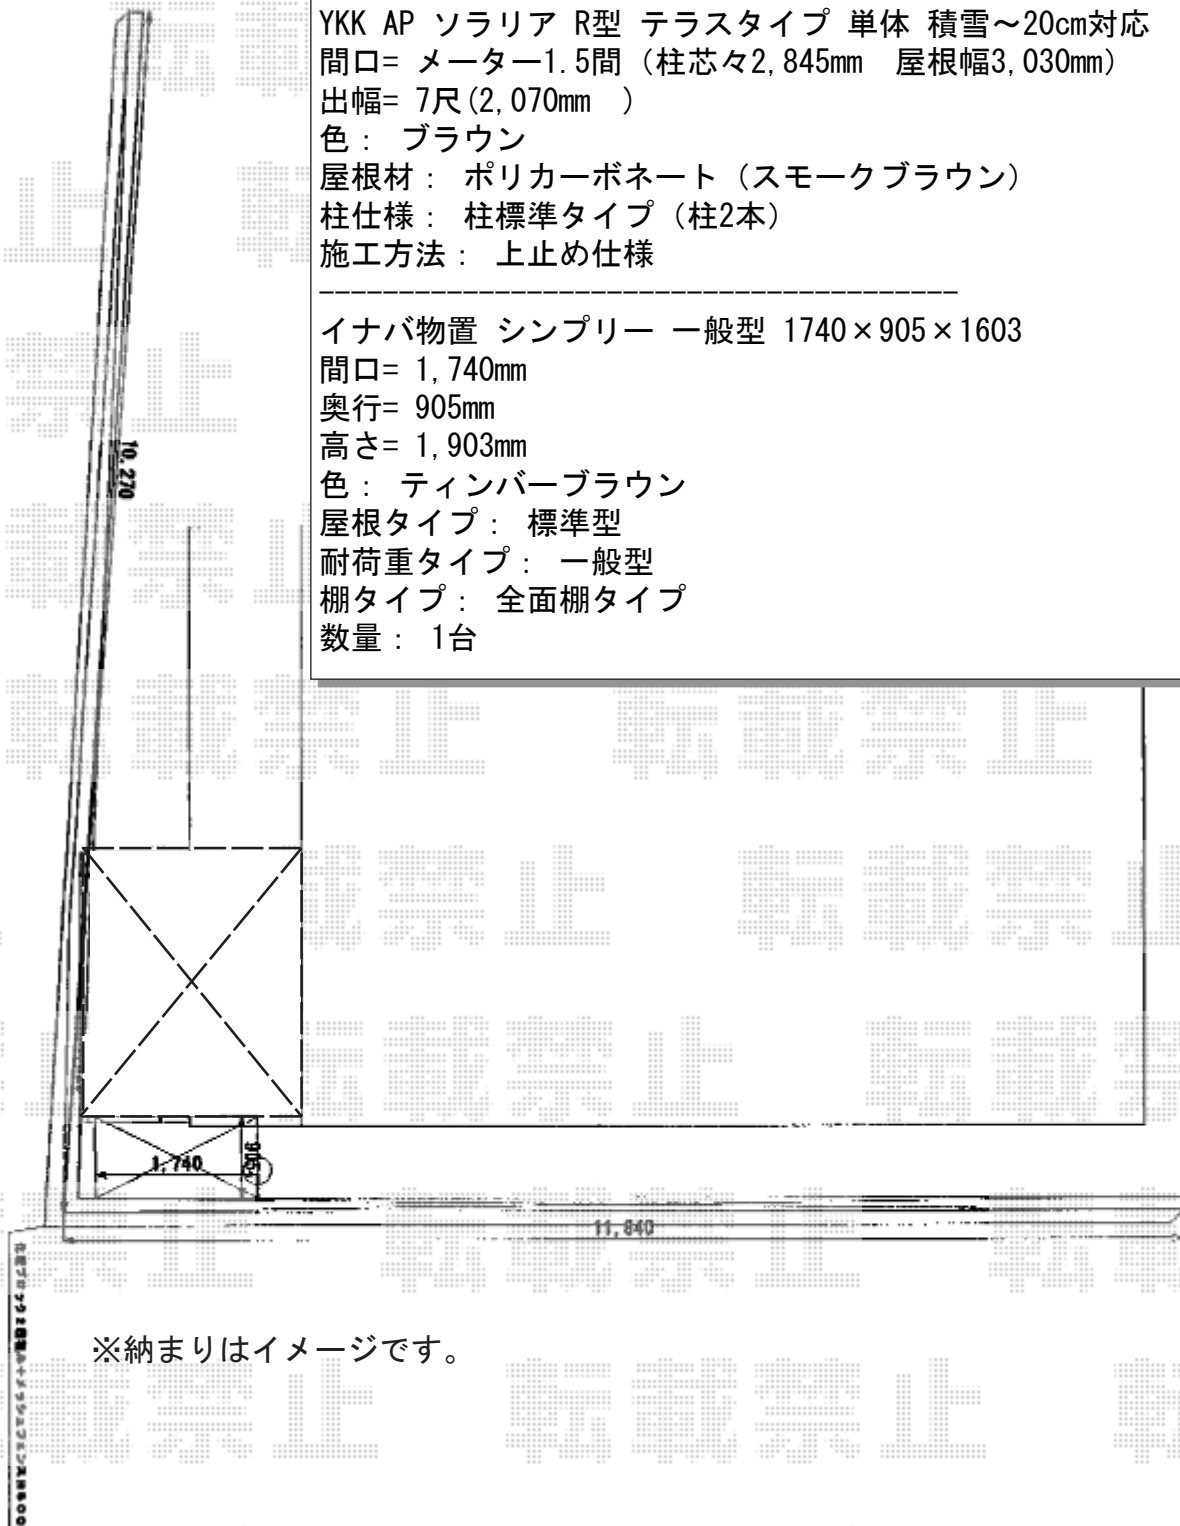 YKK AP ソラリア R型 テラスタイプ 単体 積雪～20cm対応
間口= メーター1.5間（柱芯々2,845mm 屋根幅3,030mm）
出幅= 7尺(2,070mm )
色： ブラウン
屋根材： ポリカーボネート（スモークブラウン）
柱仕様： 柱標準タイプ（柱2本）
施工方法： 上止め仕様
----------------------------------------
イナバ物置 シンプリー 一般型 1740×905×1603
間口= 1,740mm
奥行= 905mm
高さ= 1,903mm
色： ティンバーブラウン
屋根タイプ： 標準型
耐荷重タイプ： 一般型
棚タイプ： 全面棚タイプ
数量： 1台
10,270
1,740
905
11,840
※納まりはイメージです。
転載禁止